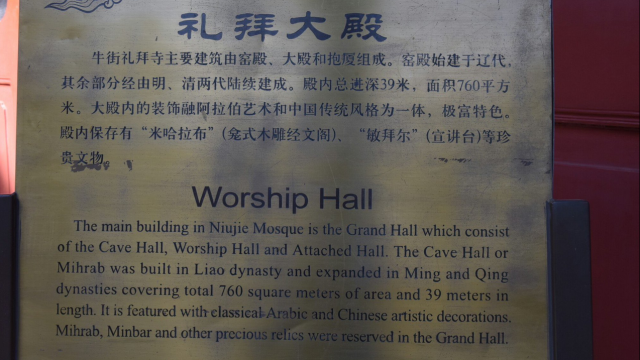 礼拜大殿
牛街礼拜寺主要建筑由窑殿、大殿和抱厦组成。窑殿始建于辽代,
其余部分经由明、清两代陆续建成。殿内总进深39米，面积760平方
米。大殿内的装饰融阿拉伯艺术和中国传统风格为一体，极富特色。
殿内保存有“米哈拉布”(龛式木雕经文阁)、“敏拜尔”(宣讲台)等珍
贵文物。
Worship Hall
The main building in Niujie Mosque is the Grand Hall which consist
of the Cave Hall, Worship Hall and Attached Hall. The Cave Hall or
Mihrab was built in Liao dynasty and expanded in Ming and Qing
dynasties covering total 760 square meters of area and 39 meters in
length. It is featured with classical Arabic and Chinese artistic decorations.
Mihrab, Minbar and other precious relics were reserved in the Grand Hall.